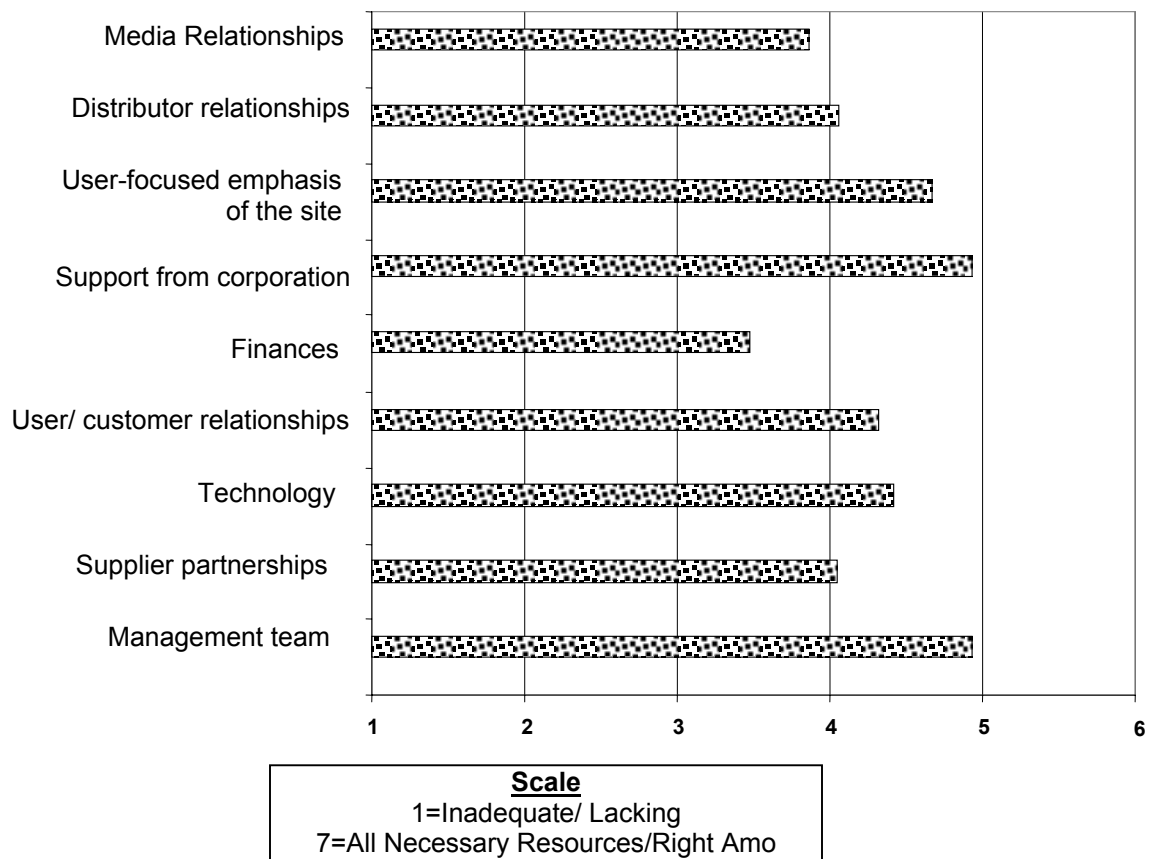 Media Relationships
Distributor relationships
User-focused emphasis
of the site
Support from corporation
Finances
User/ customer relationships
Technology
Supplier partnerships
Management team
1 2 3 4 5 6
Scale
1=Inadequate/ Lacking
7=All Necessary Resources/Right Amo